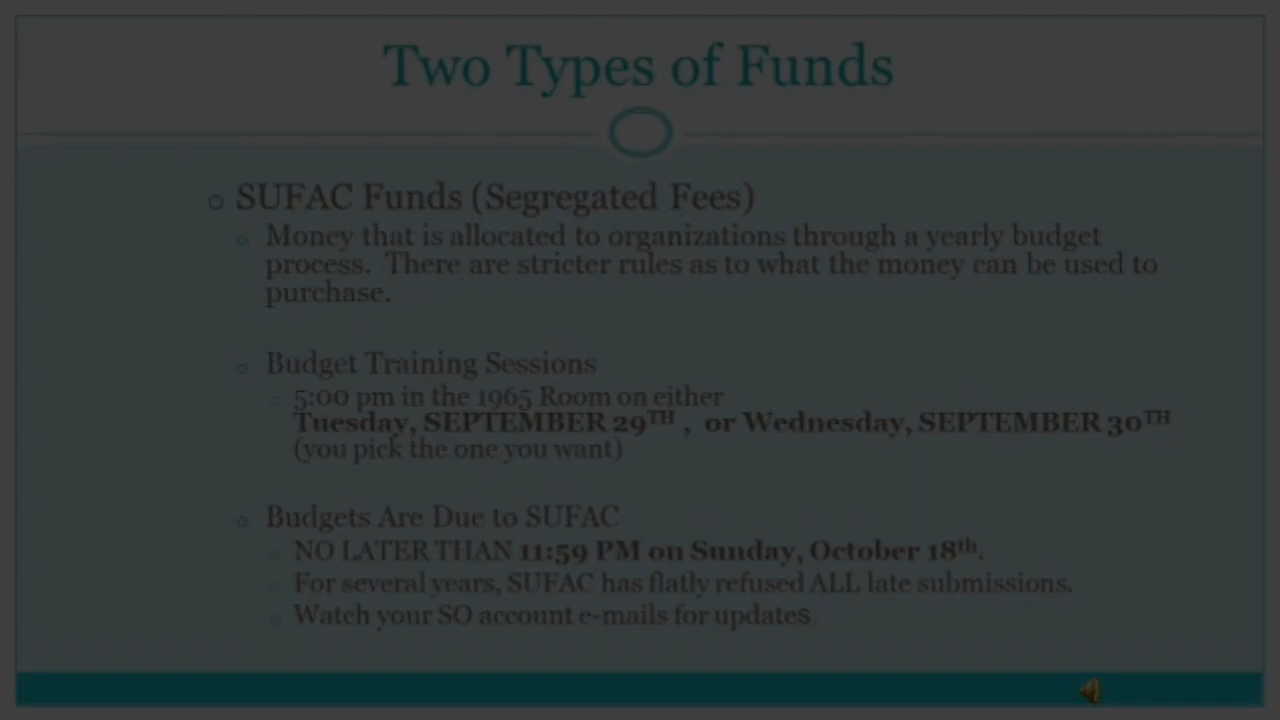 Two Types of Funds
SUFAC Funds (Segregated Fees)
Money that is allocated to organizations through a yearly budget
process. There are stricter rules as to what the money can be used to
purchase.
Budget Training Sessions
5:00 pm in the 1965 Room on either
Tuesday, SEPTEMBER 29TH , or Wednesday, SEPTEMBER 30TH
(you pick the one you want)
Budgets Are Due to SUFAC
NO LATER THAN 11:59 PM on Sunday, October 18th.
For several years, SUFAC has flatly refused ALL late submissions.
Watch your SO account e-mails for updates